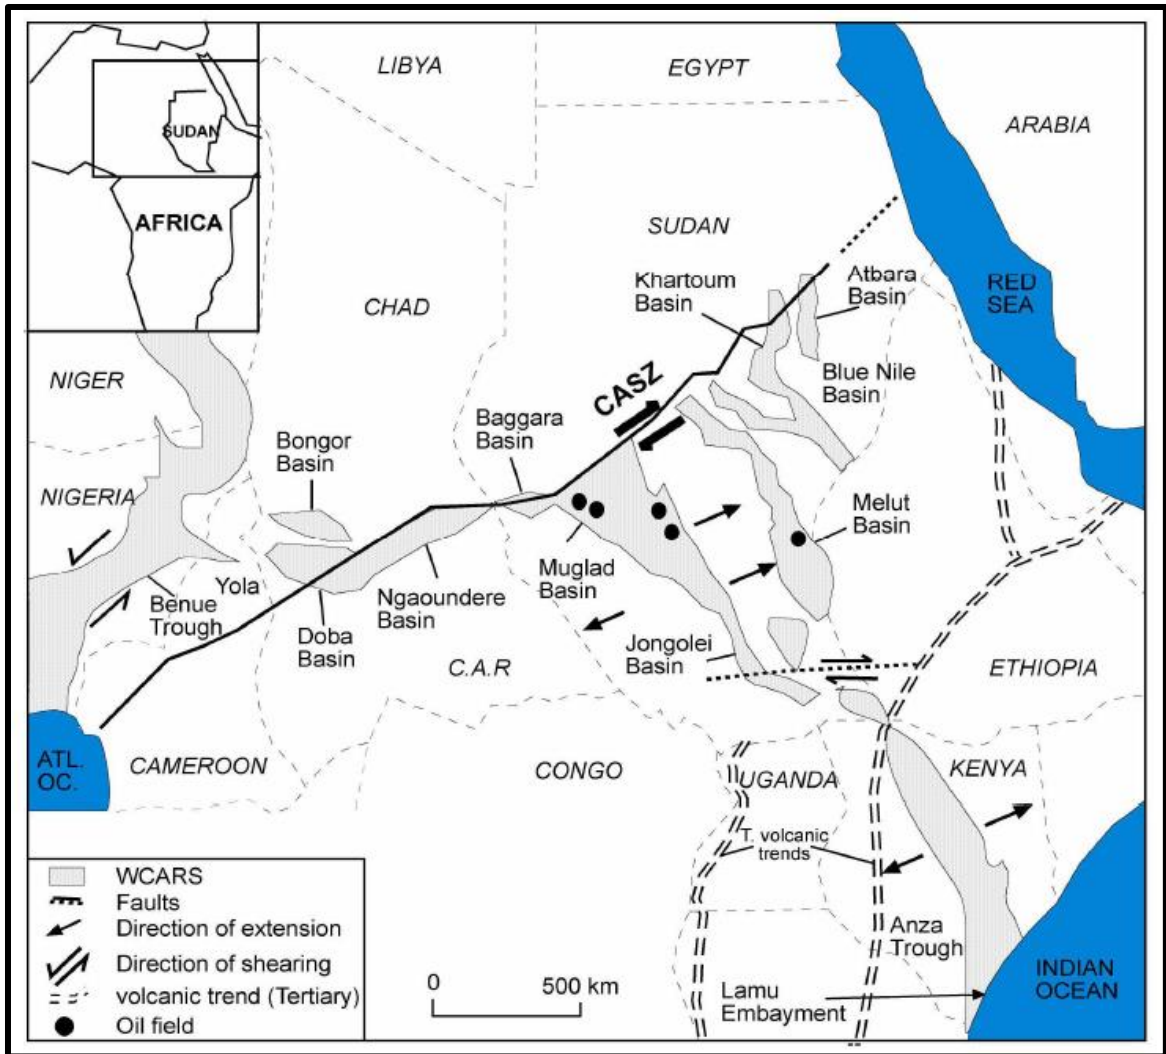 LIBYA
EGYPT
ARABIA
SUDAN
AFRICA
SUDAN
Khartoum
Basin
Atbara
Basin
RED
SEA
CHAD
NIGER
Blue Nile
Basin
CASZ
Baggara
Basin
Bongor
Basin
NIGERIA
Melut
Basin
Muglad
Basin
Yola
Benue
Trough
Ngaoundere
Basin
Doba
Basin
Jongolei
Basin
C.A.R
ETHIOPIA
ATL.
OC.
CAMEROON
CONGO
UGANDA
KENYA
T. volcanic
trends
WCARS
Faults
Direction of extension
Direction of shearing
volcanic trend (Tertiary)
Oil field
0 500 km
Anza
Trough
Lamu
Embayment
INDIAN
OCEAN